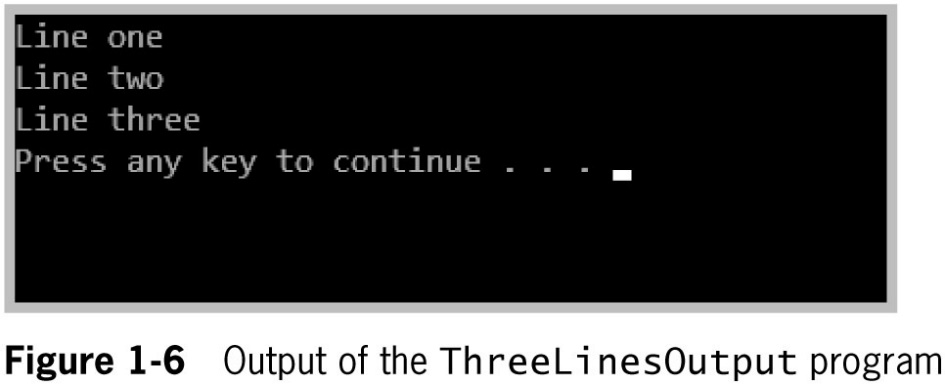 Line one
Line two
Line three
Press any key to continue . . .
Figure 1-6 Output of the ThreeLinesOutput program